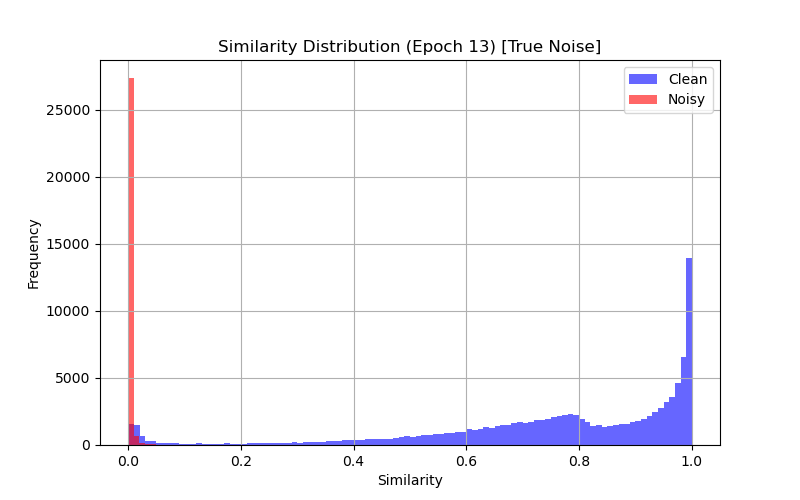 Similarity Distribution (Epoch 13) [True Noise]
Clean
Noisy
Frequency
25000
20000
15000
10000
5000
0
0.0 0.2 0.4 0.6 0.8 1.0
Similarity